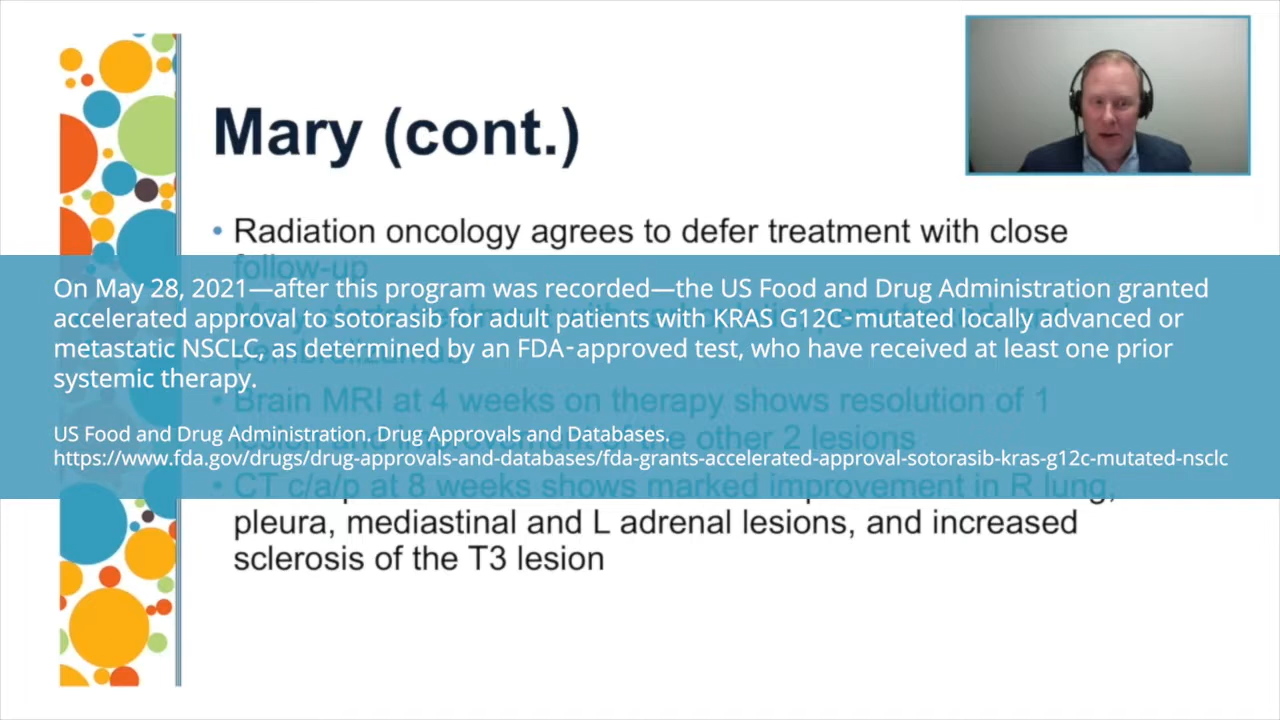 Mary (cont.)
• Radiation oncology agrees to defer treatment with close
follow-up
On May 28, 2021—after this program was recorded—the US Food and Drug Administration granted
accelerated approval to sotorasib for adult patients with KRAS G12C-mutated locally advanced or
metastatic NSCLC, as determined by an FDA-approved test, who have received at least one prior
systemic therapy.
• Brain MRI at 4 weeks on therapy shows resolution of 1
lesion and improvement of the other 2 lesions
US Food and Drug Administration. Drug Approvals and Databases.
https://www.fda.gov/drugs/drug-approvals-and-databases/fda-grants-accelerated-approval-sotorasib-kras-g12c-mutated-nsclc
• CT c/a/p at 8 weeks shows marked improvement in R lung,
pleura, mediastinal and L adrenal lesions, and increased
sclerosis of the T3 lesion